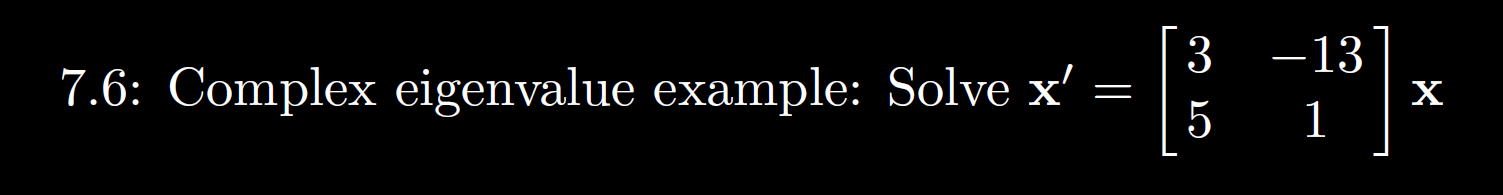 7.6: Complex eigenvalue example: Solve x′ = [3 −13
5 1] x